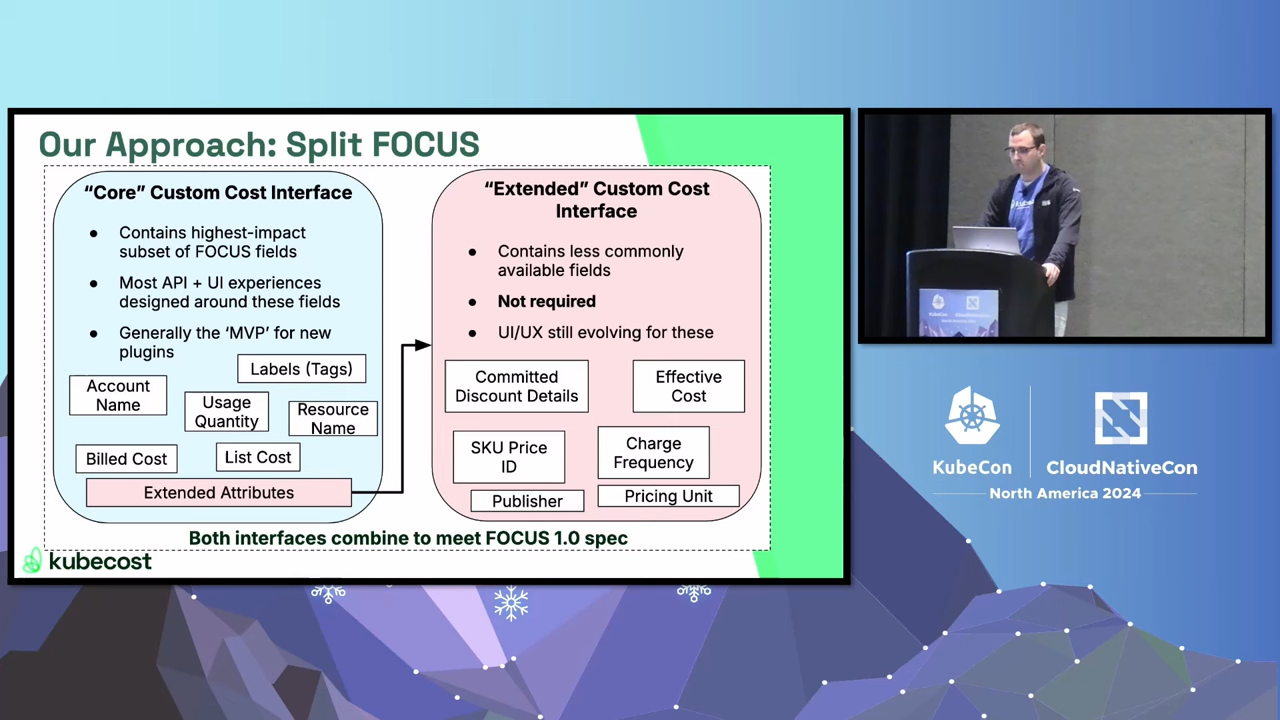 Our Approach: Split FOCUS
“Core” Custom Cost Interface
● Contains highest-impact
subset of FOCUS fields
● Most API + UI experiences
designed around these fields
● Generally the ‘MVP’ for new
plugins
Labels (Tags)
Account
Name
Usage
Quantity
Resource
Name
Billed Cost
List Cost
Extended Attributes
“Extended” Custom Cost
Interface
● Contains less commonly
available fields
● Not required
● UI/UX still evolving for these
Committed
Discount Details
Effective
Cost
SKU Price
ID
Charge
Frequency
Publisher
Pricing Unit
Both interfaces combine to meet FOCUS 1.0 spec
kubecost
KubeCon
CloudNativeCon
North America 2024